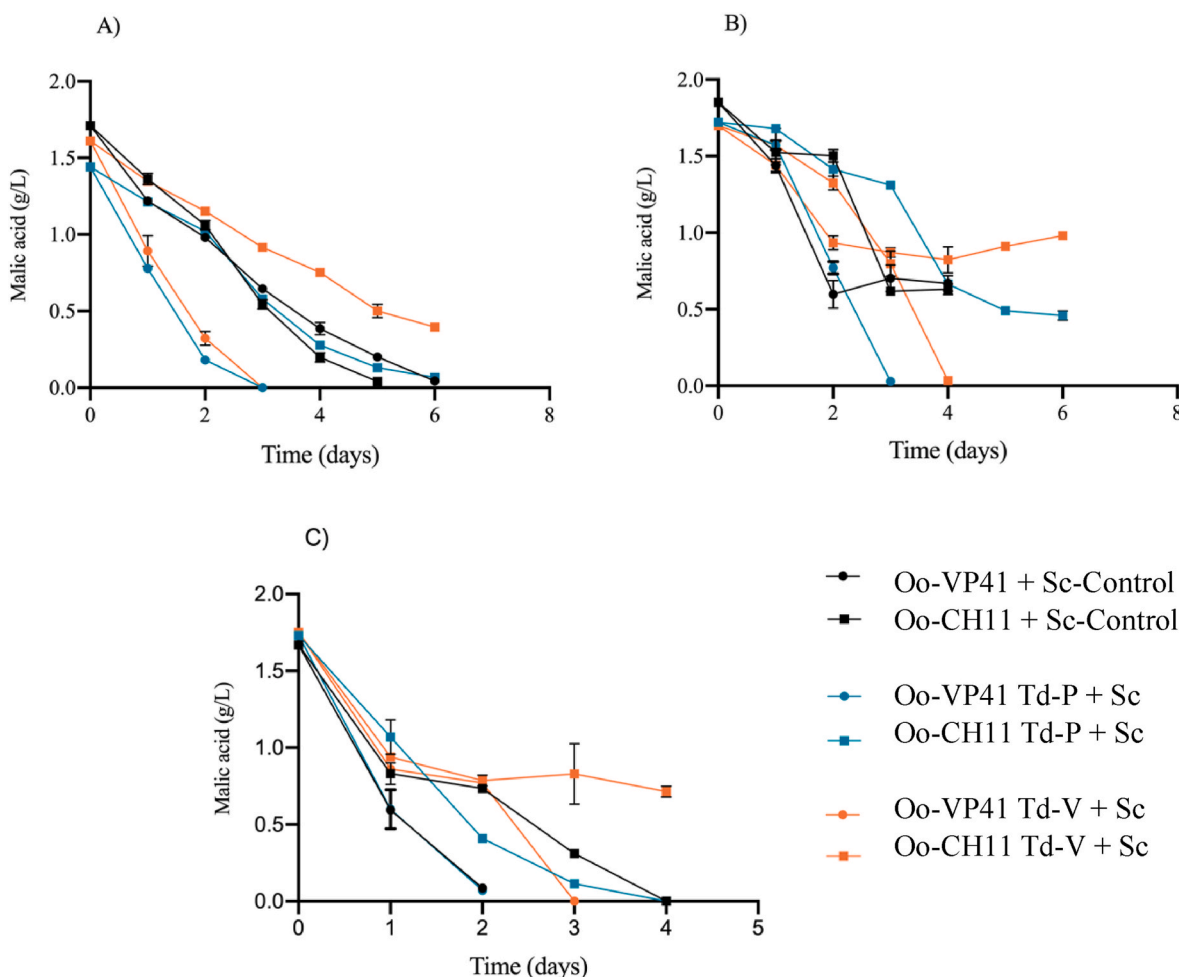 A)
2.0
1.5
1.0
0.5
0.0
Malic acid (g/L)
0 2 4 6 8
Time (days)
B)
2.0
1.5
1.0
0.5
0.0
Malic acid (g/L)
0 2 4 6 8
Time (days)
C)
2.0
1.5
1.0
0.5
0.0
Malic acid (g/L)
0 1 2 3 4 5
Time (days)
Oo-VP41 + Sc-Control
Oo-CH11 + Sc-Control
Oo-VP41 Td-P + Sc
Oo-CH11 Td-P + Sc
Oo-VP41 Td-V + Sc
Oo-CH11 Td-V + Sc